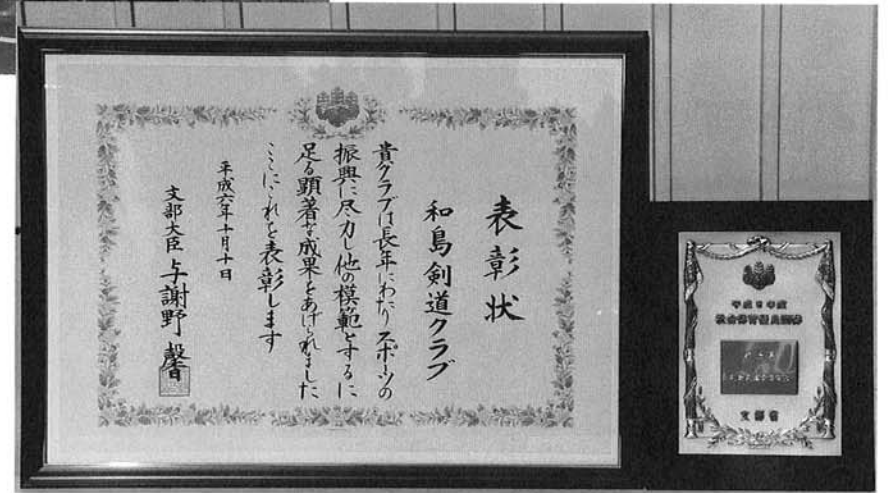 表彰状
和島剣道クラブ
貴クラブは長年にわたりスポーツの
振興に尽力し他の模範とするに
足る顕著な成果をあげられました
ここにこれを表彰します
平成六年十月十日
文部大臣 与謝野 馨
文部省